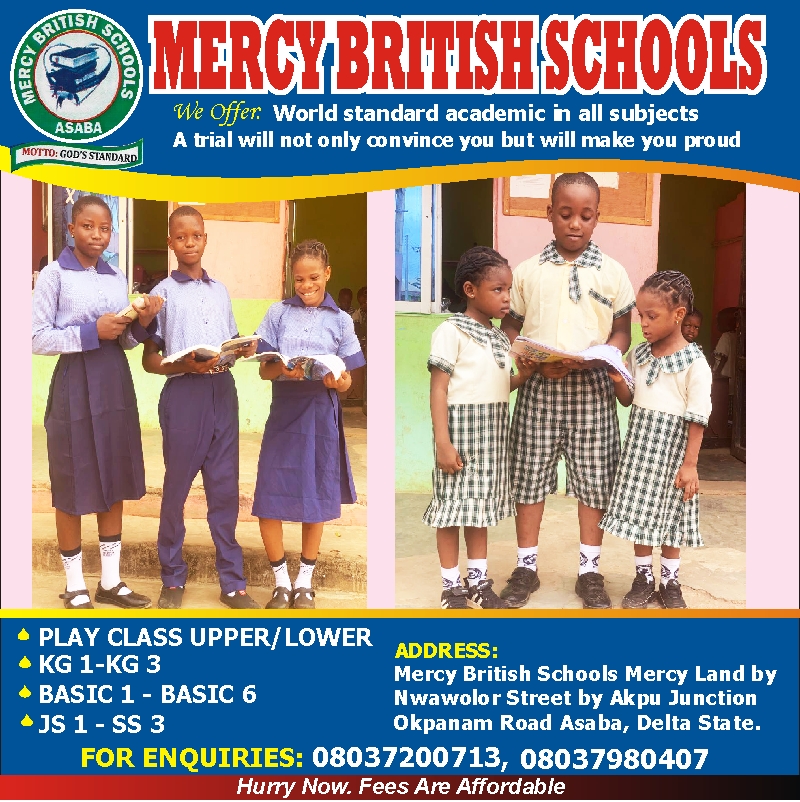 MERCY BRITISH SCHOOLS
ASABA
MOTTO: GOD'S STANDARD
MERCY BRITISH SCHOOLS
We Offer: World standard academic in all subjects
A trial will not only convince you but will make you proud
PLAY CLASS UPPER/LOWER
KG 1-KG 3
BASIC 1 - BASIC 6
JS 1 - SS 3
ADDRESS:
Mercy British Schools Mercy Land by
Nwawolor Street by Akpu Junction
Okpanam Road Asaba, Delta State.
FOR ENQUIRIES: 08037200713, 08037980407
Hurry Now. Fees Are Affordable